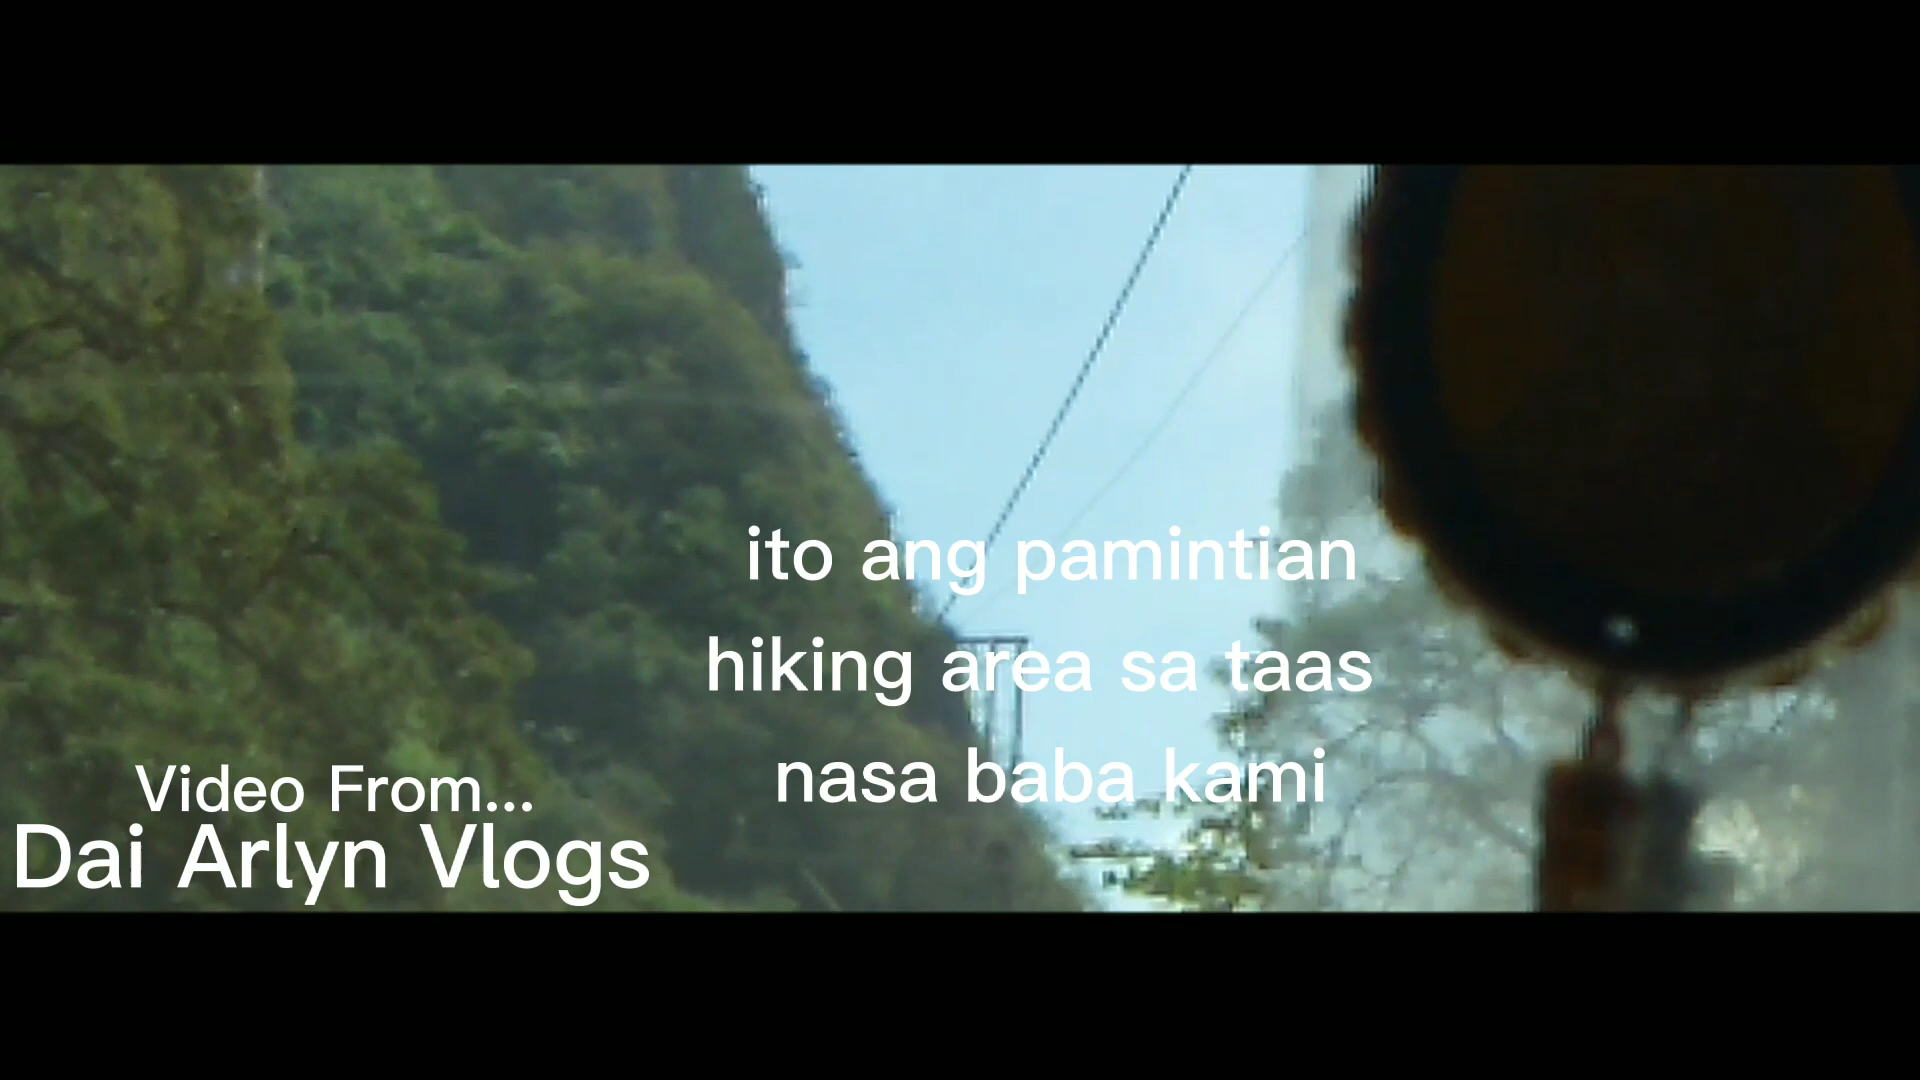 ito ang pamintian
hiking area sa taas
nasa baba kami
Video From...
Dai Arlyn Vlogs